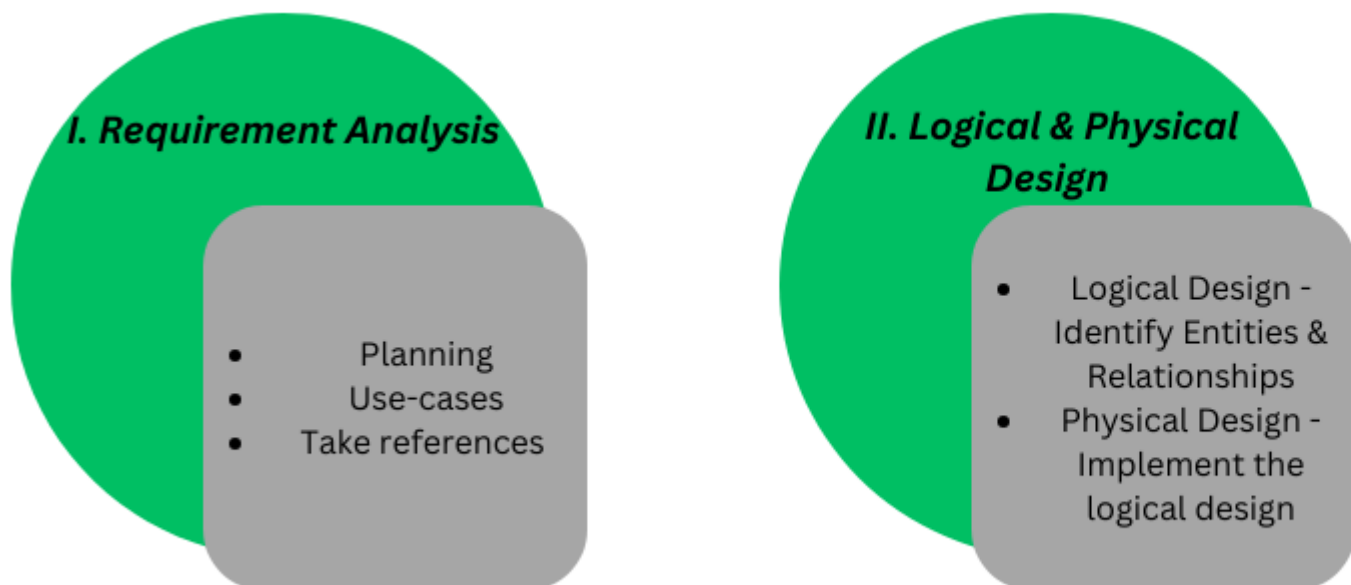 I. Requirement Analysis
• Planning
• Use-cases
• Take references
II. Logical & Physical
Design
• Logical Design -
Identify Entities &
Relationships
• Physical Design -
Implement the
logical design